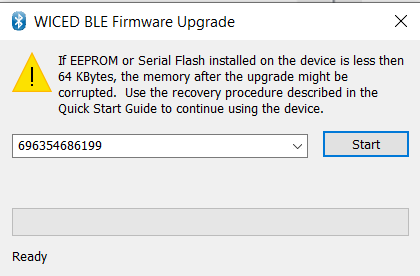 WICED BLE Firmware Upgrade
If EEPROM or Serial Flash installed on the device is less then
64 KBytes, the memory after the upgrade might be
corrupted.  Use the recovery procedure described in the
Quick Start Guide to continue using the device.
696354686199
Start
Ready